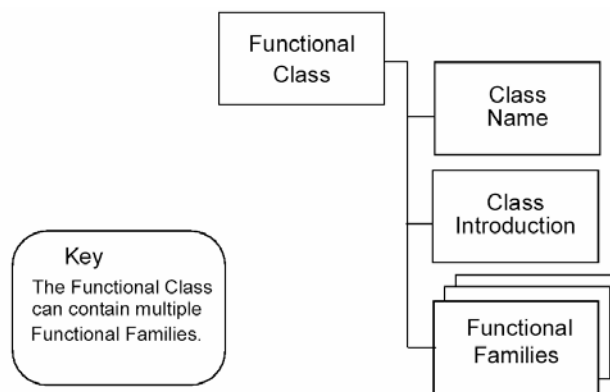 Functional
Class
Class
Name
Class
Introduction
Key
The Functional Class
can contain multiple
Functional Families.
Functional
Families